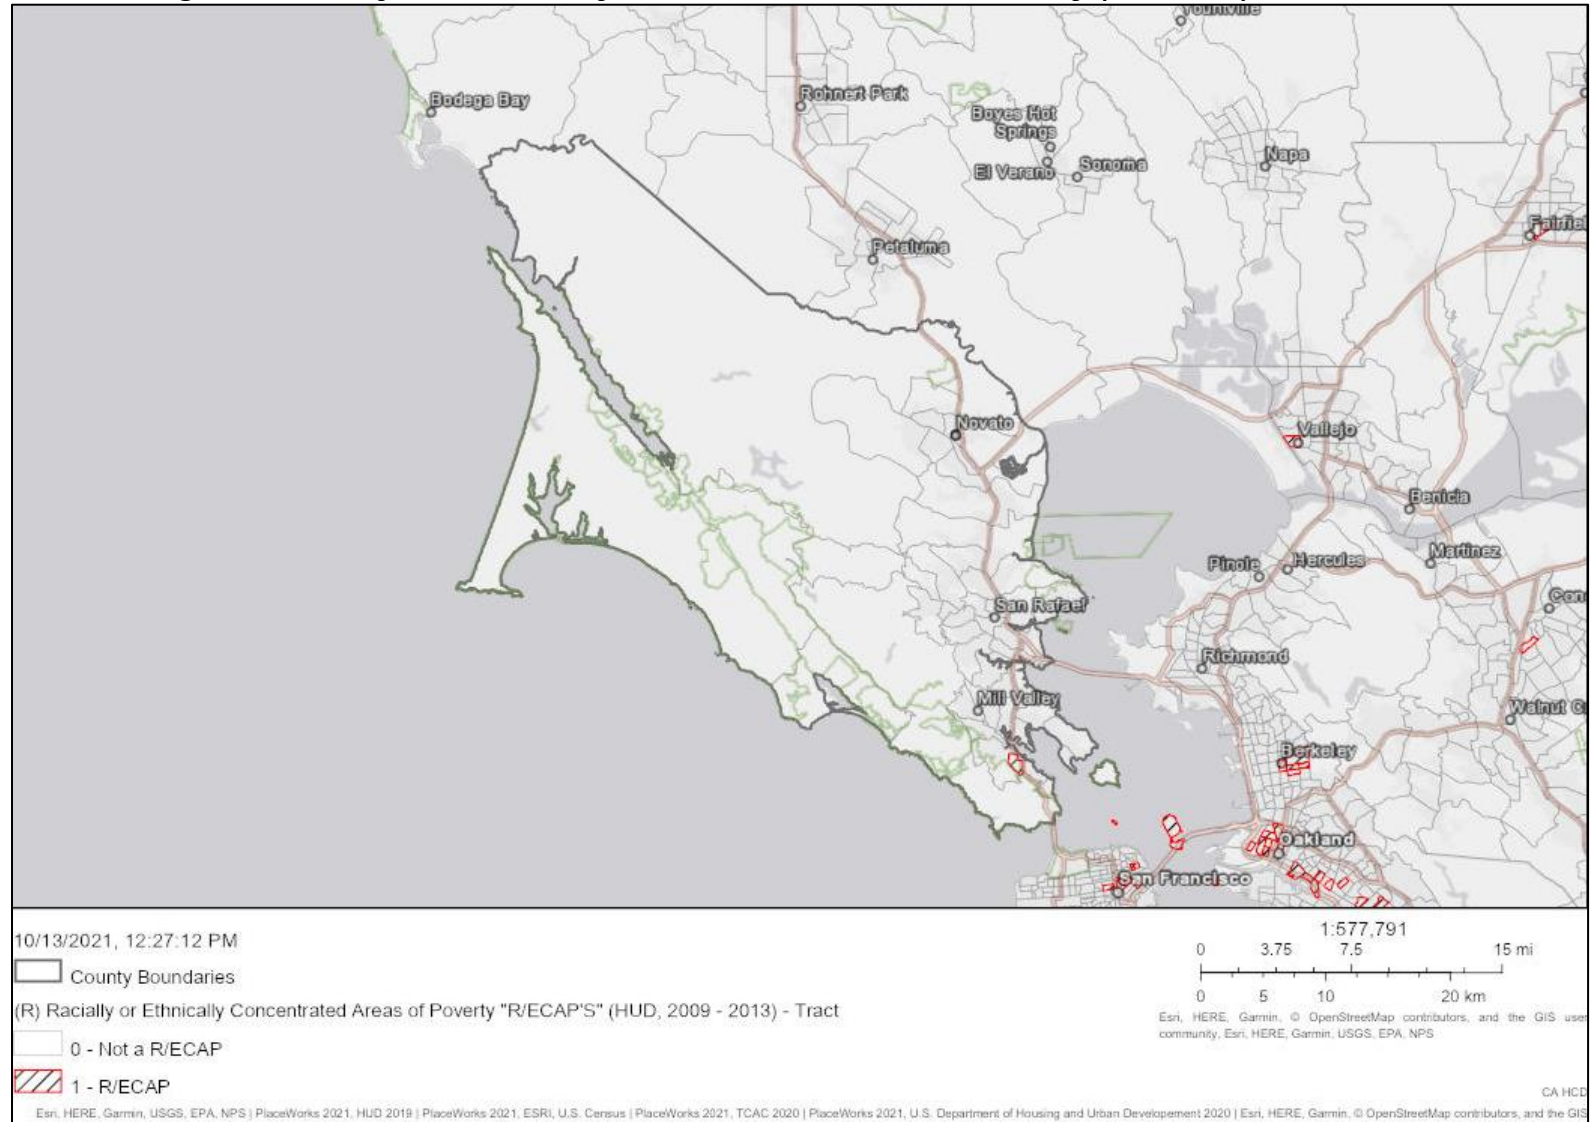 Yountville
Bodega Bay
Rohnert Park
Boyes Hot
Springs
El Verano
Sonoma
Napa
Petaluma
Fairfie
Novato
Vallejo
Benicia
Martinez
Pinole
Hercules
Con
San Rafael
Richmond
Mill Valley
Walnut C
Berkeley
Oakland
San Francisco
10/13/2021, 12:27:12 PM
County Boundaries
(R) Racially or Ethnically Concentrated Areas of Poverty "R/ECAP'S" (HUD, 2009 - 2013) - Tract
0 - Not a R/ECAP
1 - R/ECAP
1:577,791
0 3.75 7.5 15 mi
0 5 10 20 km
Esri, HERE, Garmin, © OpenStreetMap contributors, and the GIS user
community, Esri, HERE, Garmin, USGS, EPA, NPS
CA HCD
Esri, HERE, Garmin, USGS, EPA, NPS | PlaceWorks 2021, HUD 2019 | PlaceWorks 2021, ESRI, U.S. Census | PlaceWorks 2021, TCAC 2020 | PlaceWorks 2021, U.S. Department of Housing and Urban Developement 2020 | Esri, HERE, Garmin, © OpenStreetMap contributors, and the GIS